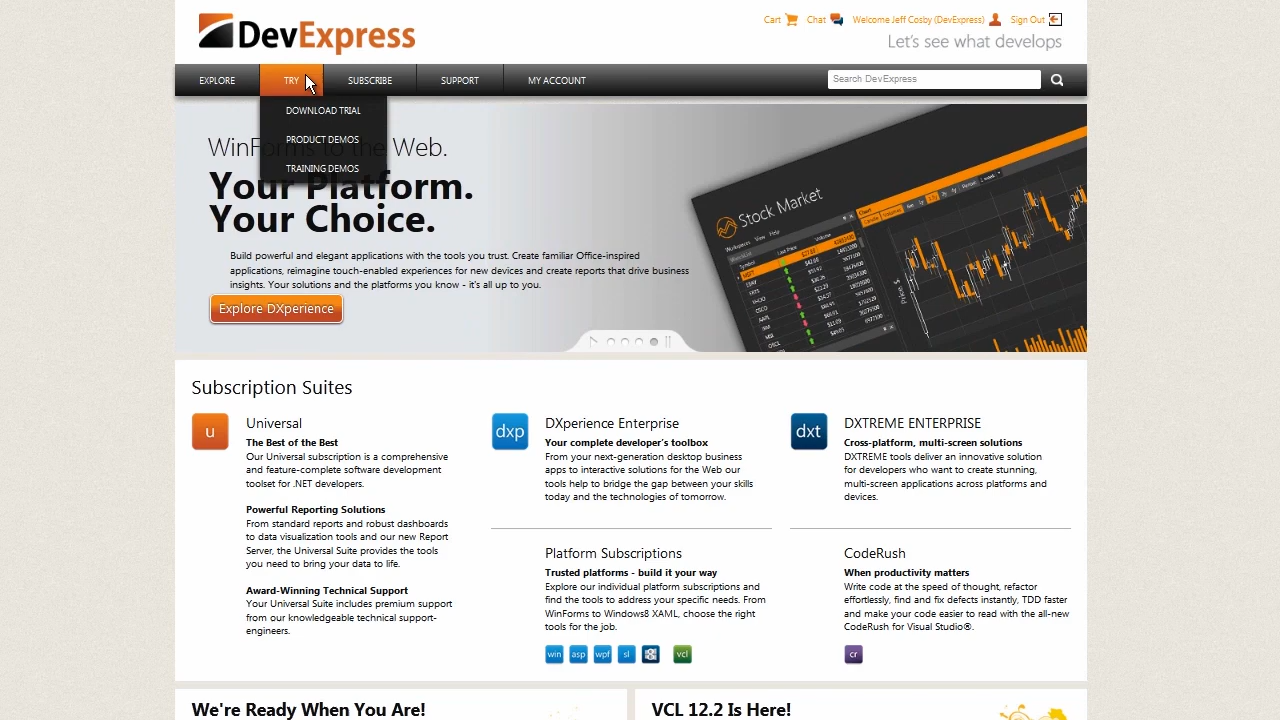 DevExpress
Cart
Chat
Welcome Jeff Cosby (DevExpress)
Sign Out
Let's see what develops
EXPLORE
TRY
SUBSCRIBE
SUPPORT
MY ACCOUNT
Search DevExpress
DOWNLOAD TRIAL
PRODUCT DEMOS
TRAINING DEMOS
WinForms to the Web.
Your Platform.
Your Choice.
Build powerful and elegant applications with the tools you trust. Create familiar Office-inspired
applications, reimagine touch-enabled experiences for new devices and create reports that drive business
insights. Your solutions and the platforms you know - it's all up to you.
Explore DXperience
Stock Market
Workspaces View Help
Symbol Last Price Volume
Chart
Price
Subscription Suites
u
Universal
The Best of the Best
Our Universal subscription is a comprehensive
and feature-complete software development
toolset for .NET developers.
Powerful Reporting Solutions
From standard reports and robust dashboards
to data visualization tools and our new Report
Server, the Universal Suite provides the tools
you need to bring your data to life.
Award-Winning Technical Support
Your Universal Suite includes premium support
from our knowledgeable technical support-
engineers.
dxp
DXperience Enterprise
Your complete developer's toolbox
From your next-generation desktop business
apps to interactive solutions for the Web our
tools help to bridge the gap between your skills
today and the technologies of tomorrow.
Platform Subscriptions
Trusted platforms - build it your way
Explore our individual platform subscriptions and
find the tools to address your specific needs. From
WinForms to Windows8 XAML, choose the right
tools for the job.
win asp wpf sl vcl
dxt
DXTREME ENTERPRISE
Cross-platform, multi-screen solutions
DXTREME tools deliver an innovative solution
for developers who want to create stunning,
multi-screen applications across platforms and
devices.
CodeRush
When productivity matters
Write code at the speed of thought, refactor
effortlessly, find and fix defects instantly, TDD faster
and make your code easier to read with the all-new
CodeRush for Visual Studio®.
cr
We're Ready When You Are!
VCL 12.2 Is Here!